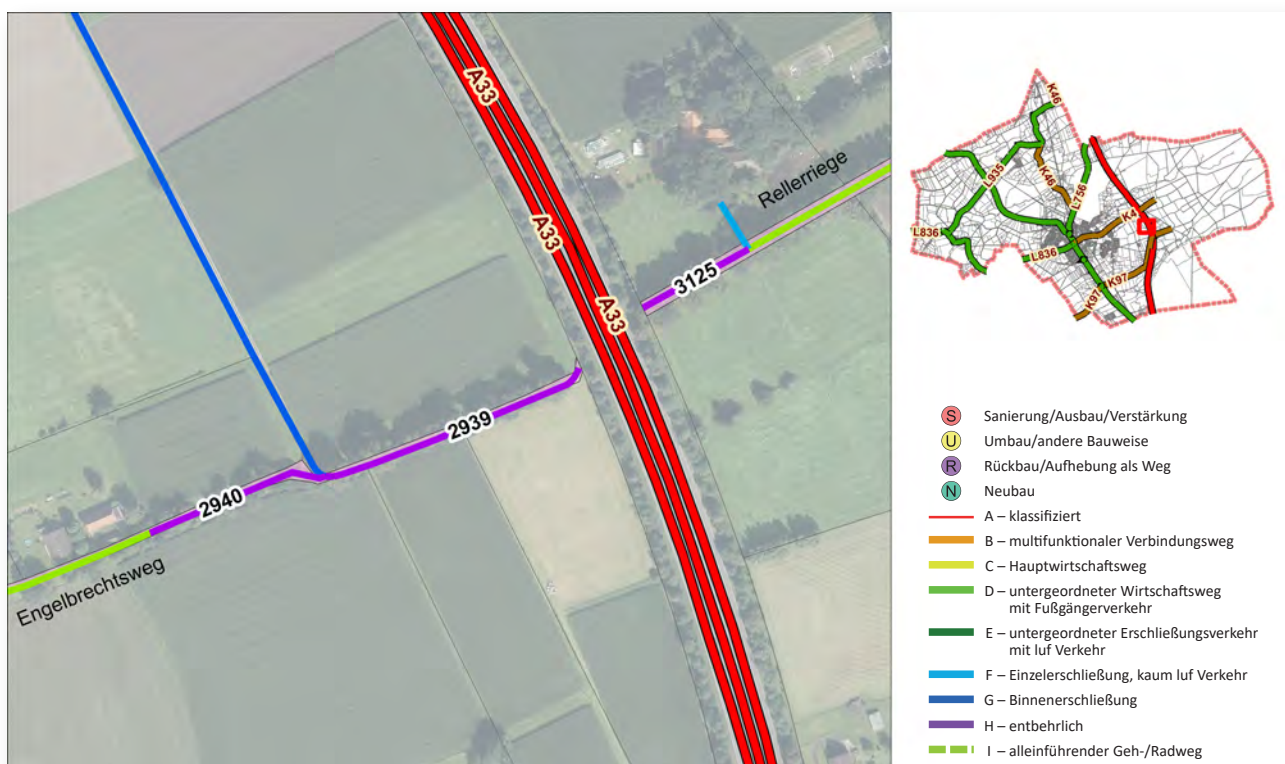 A33
A33
A33
A33
Rellerriege
3125
2939
2940
Engelbrechtsweg
K46
L935
K46
L756
K4
L836
L836
K97
K97
S Sanierung/Ausbau/Verstärkung
U Umbau/andere Bauweise
R Rückbau/Aufhebung als Weg
N Neubau
A – klassifiziert
B – multifunktionaler Verbindungsweg
C – Hauptwirtschaftsweg
D – untergeordneter Wirtschaftsweg
mit Fußgängerverkehr
E – untergeordneter Erschließungsverkehr
mit luf Verkehr
F – Einzelerschließung, kaum luf Verkehr
G – Binnenerschließung
H – entbehrlich
I – alleinführender Geh-/Radweg